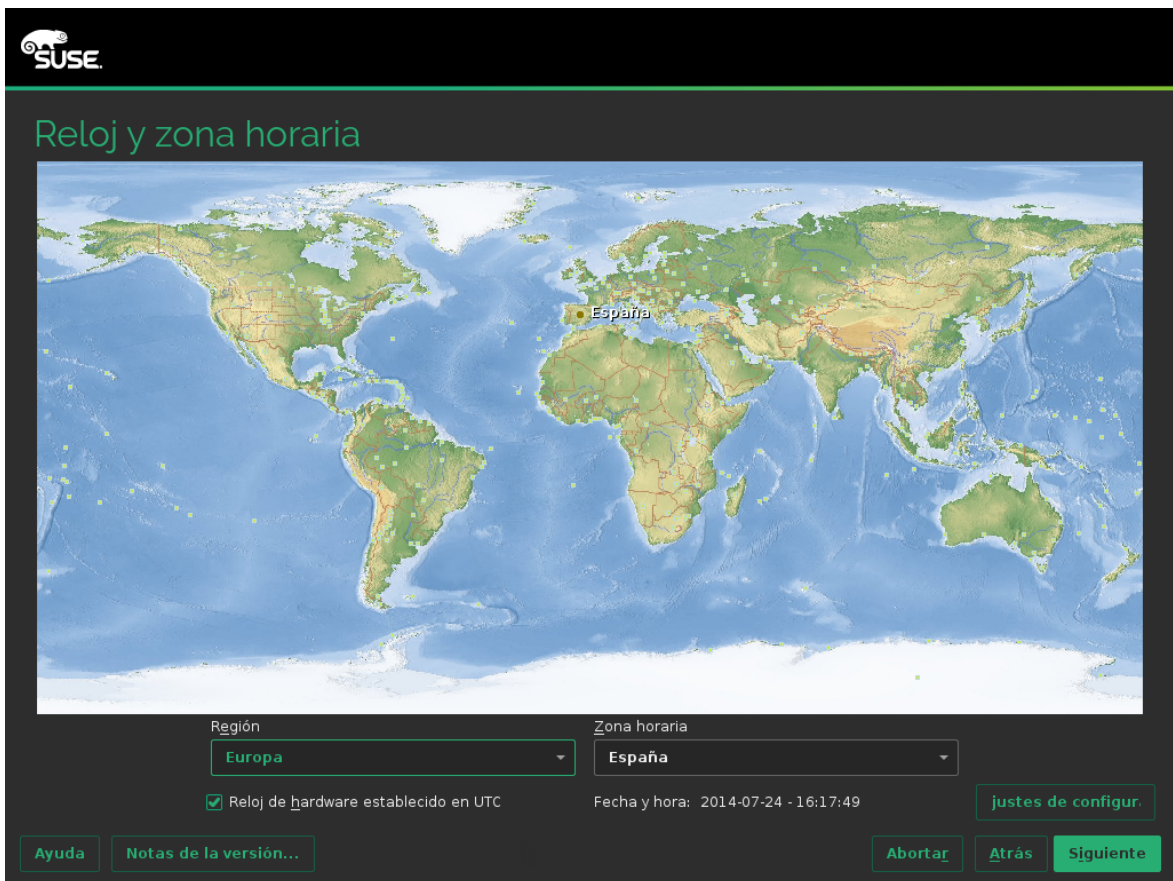 SUSE.
Reloj y zona horaria
España
Región
Zona horaria
Europa
España
Reloj de hardware establecido en UTC
Fecha y hora: 2014-07-24 - 16:17:49
justes de configur
Ayuda
Notas de la versión...
Abortar
Atrás
Siguiente